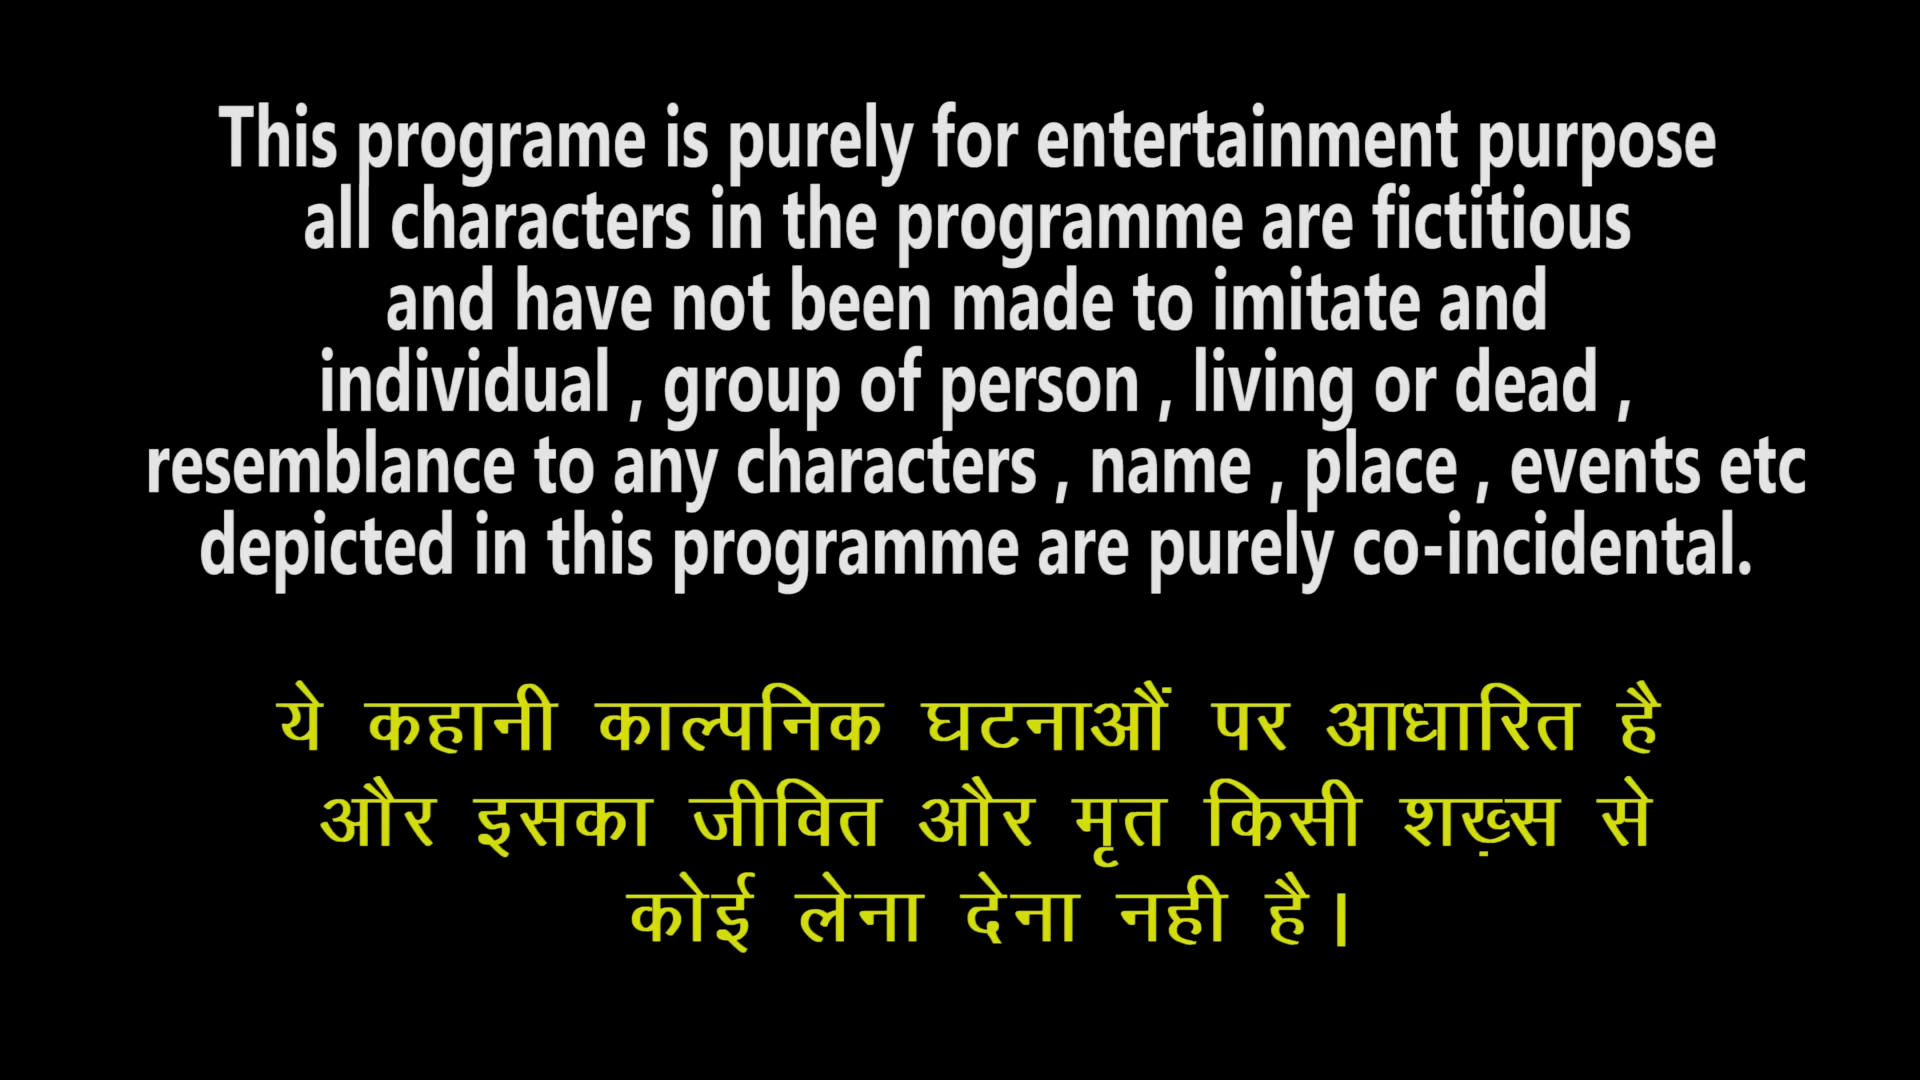 This programe is purely for entertainment purpose
all characters in the programme are fictitious
and have not been made to imitate and
individual , group of person , living or dead ,
resemblance to any characters , name , place , events etc
depicted in this programme are purely co-incidental.
ये कहानी काल्पनिक घटनाऔं पर आधारित है
और इसका जीवित और मृत किसी शख़्स से
कोई लेना देना नही है।